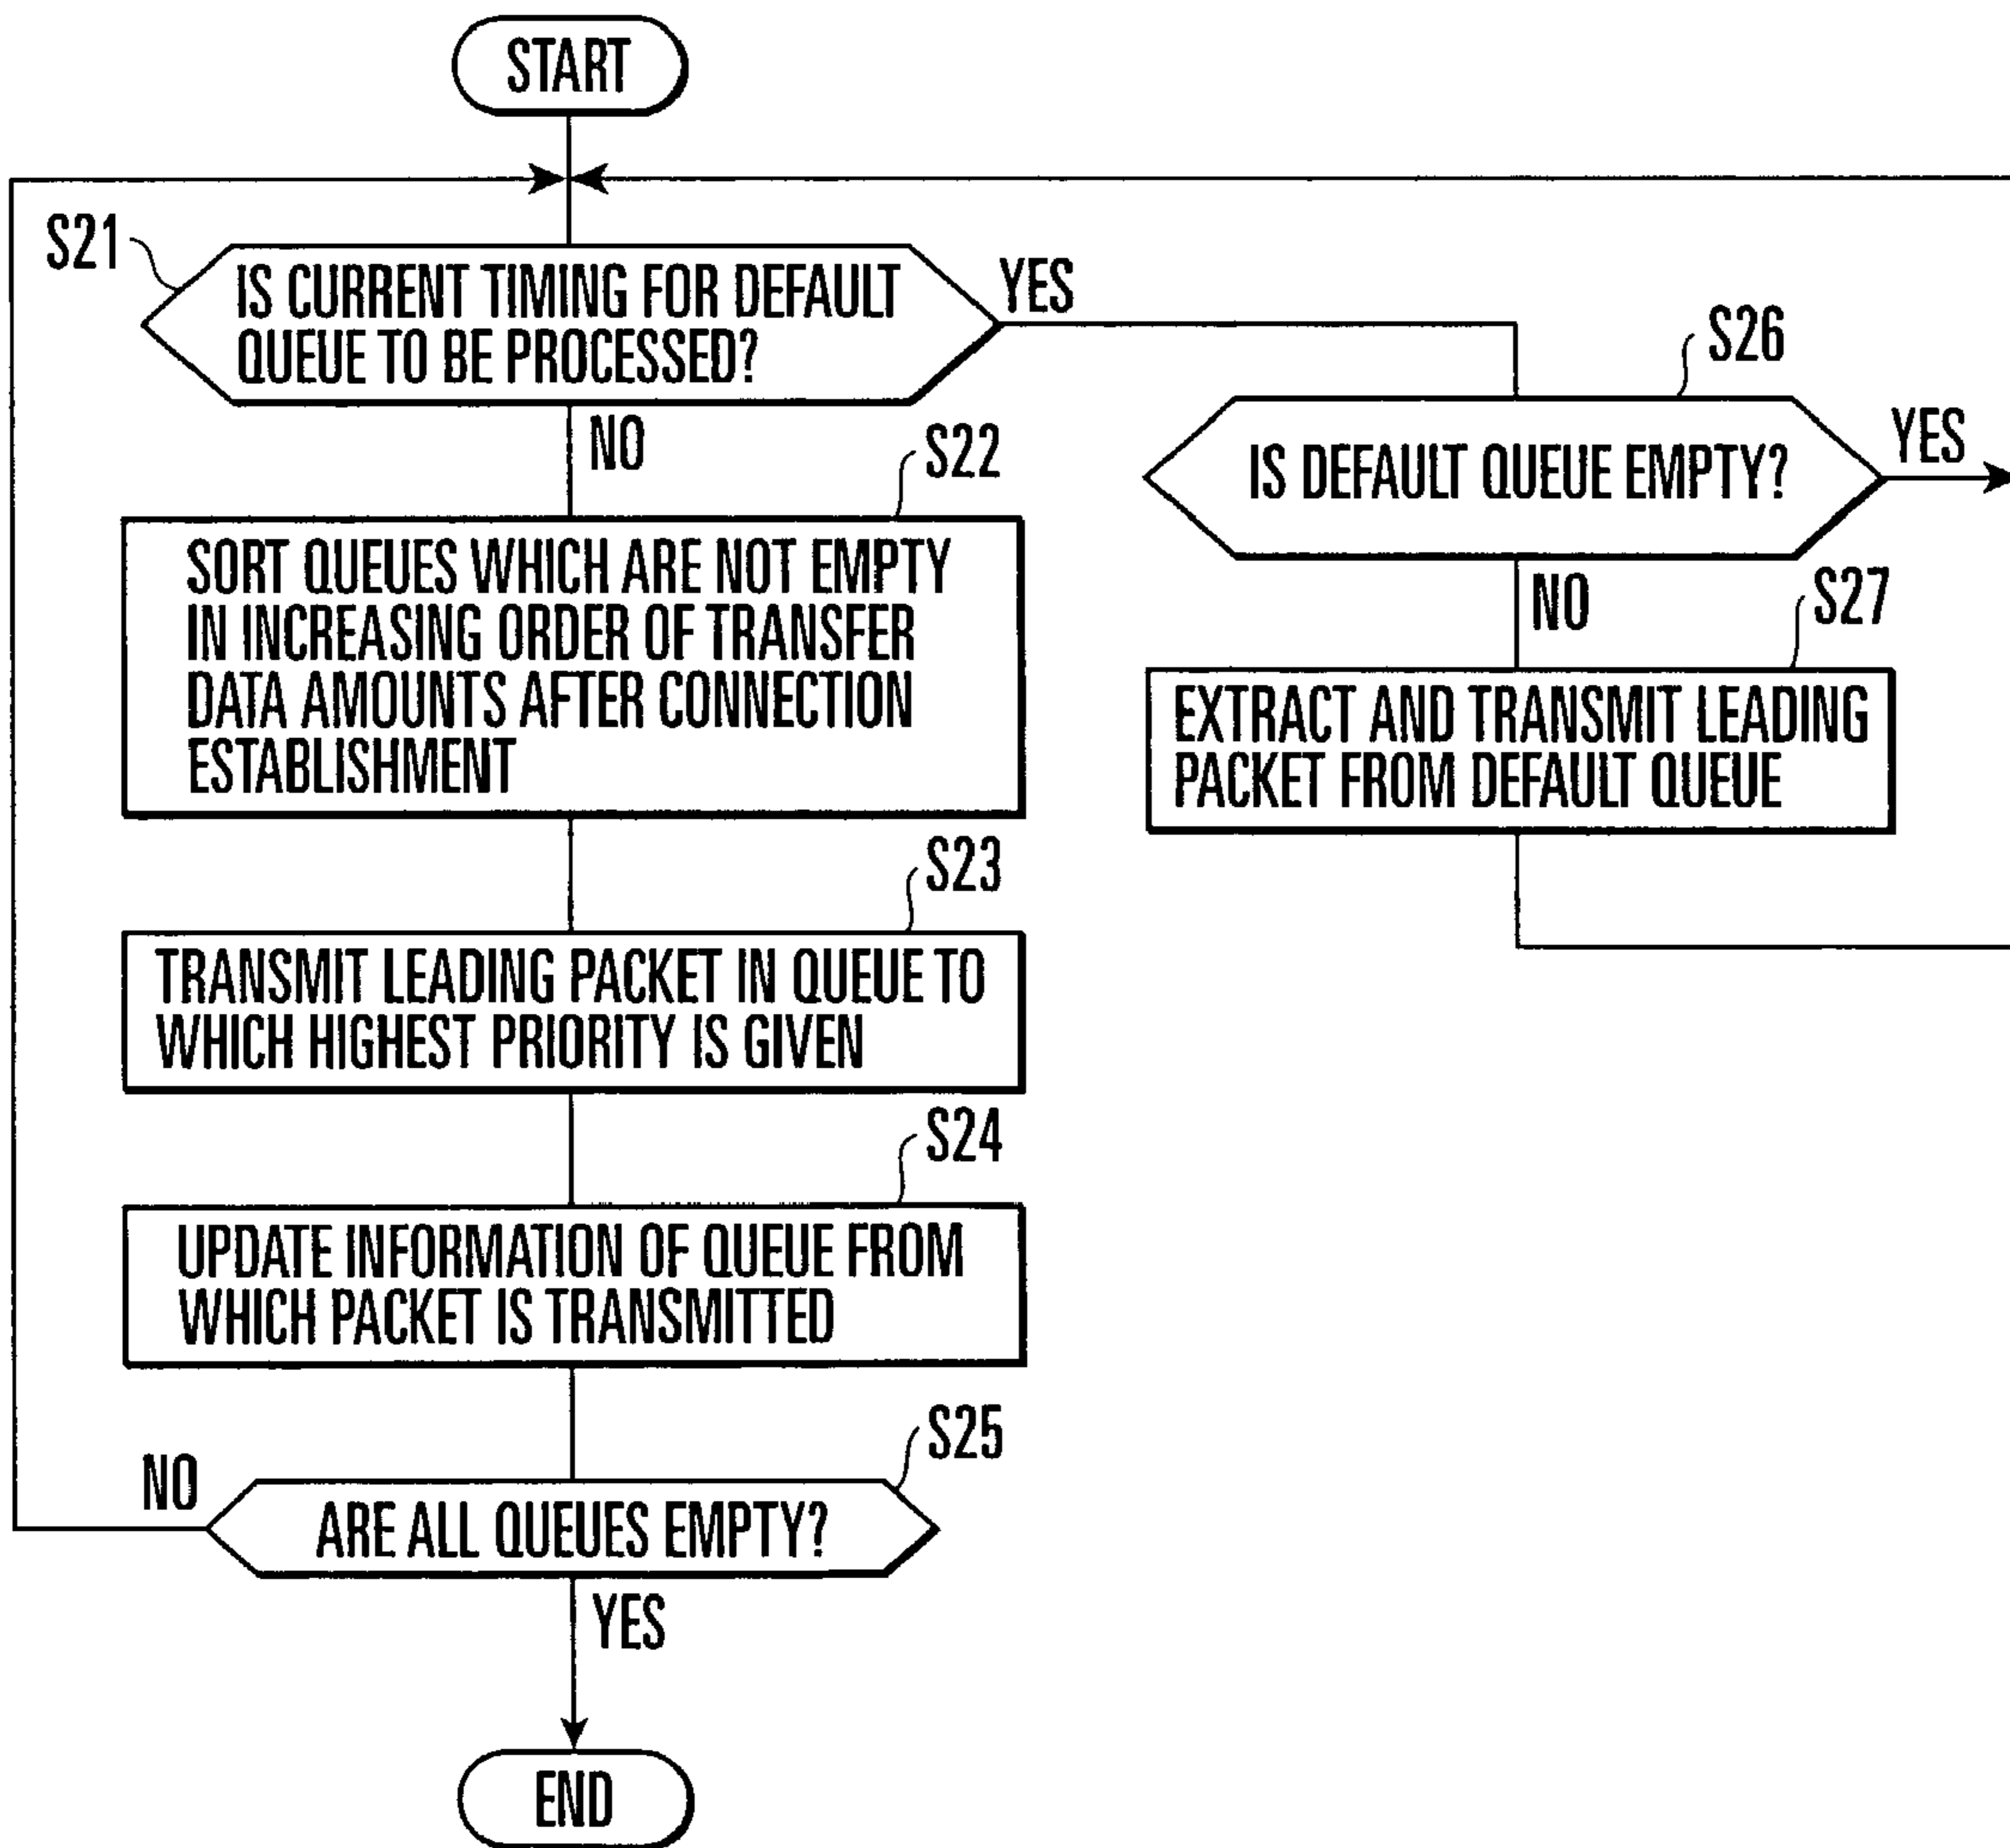 START
S21
IS CURRENT TIMING FOR DEFAULT
QUEUE TO BE PROCESSED?
YES
NO
S22
SORT QUEUES WHICH ARE NOT EMPTY
IN INCREASING ORDER OF TRANSFER
DATA AMOUNTS AFTER CONNECTION
ESTABLISHMENT
S23
TRANSMIT LEADING PACKET IN QUEUE TO
WHICH HIGHEST PRIORITY IS GIVEN
S24
UPDATE INFORMATION OF QUEUE FROM
WHICH PACKET IS TRANSMITTED
S25
ARE ALL QUEUES EMPTY?
NO
YES
END
S26
IS DEFAULT QUEUE EMPTY?
YES
NO
S27
EXTRACT AND TRANSMIT LEADING
PACKET FROM DEFAULT QUEUE